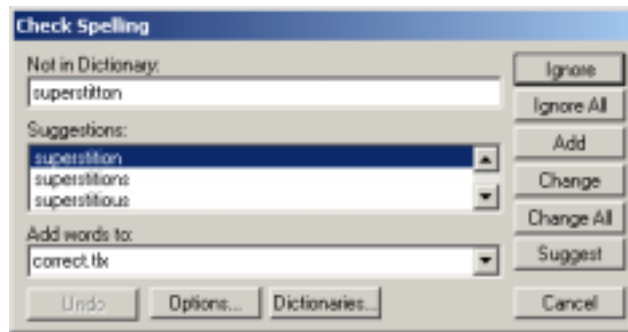 Check Spelling
Not in Dictionary:
superstitton
Suggestions:
superstition
superstitions
superstitious
Add words to:
correct.tlx
Ignore
Ignore All
Add
Change
Change All
Suggest
Undo
Options...
Dictionaries...
Cancel